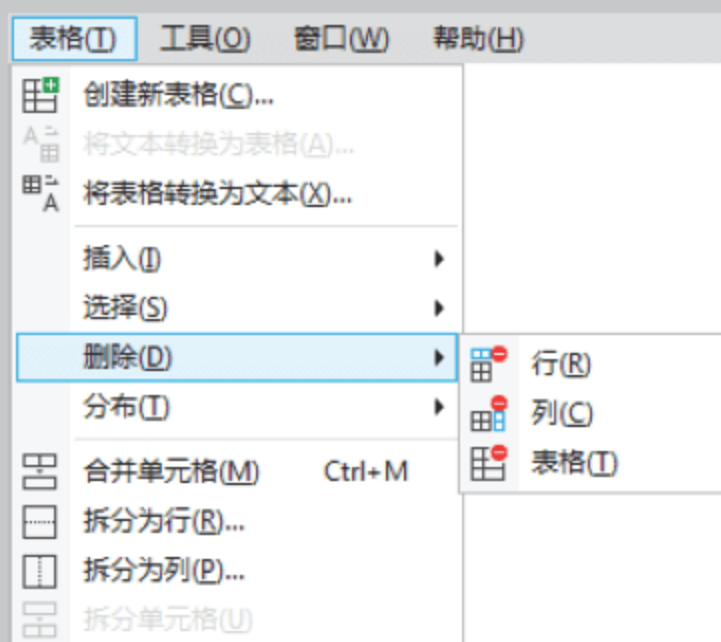 表格(T) 工具(O) 窗口(W) 帮助(H)
创建新表格(C)...
将文本转换为表格(A)...
将表格转换为文本(X)...
插入(I)
选择(S)
删除(D)
行(R)
列(C)
表格(T)
分布(T)
合并单元格(M) Ctrl+M
拆分为行(R)...
拆分为列(P)...
拆分单元格(U)